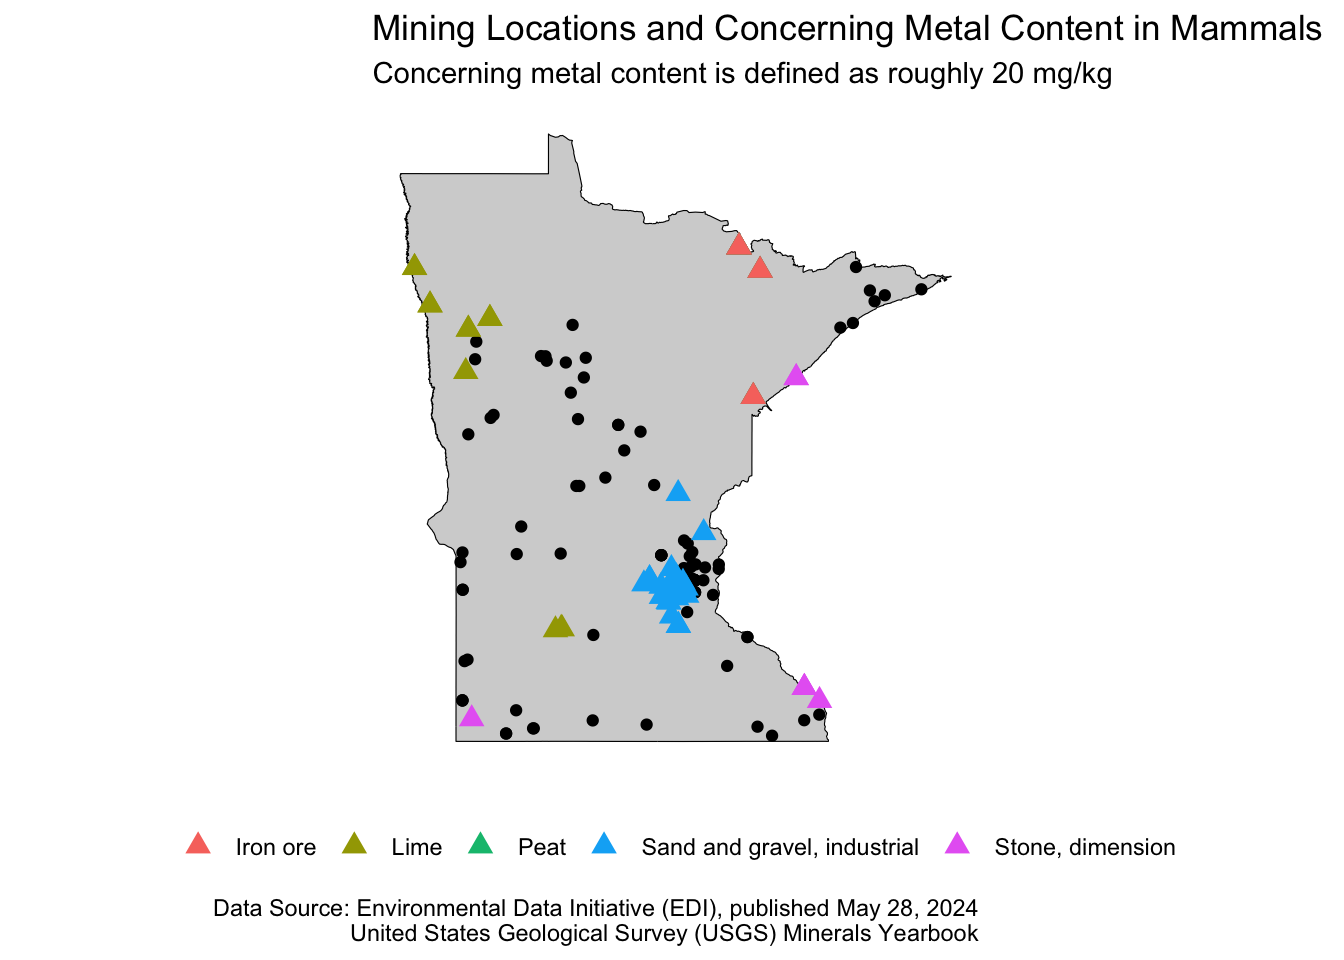 Mining Locations and Concerning Metal Content in Mammals
Concerning metal content is defined as roughly 20 mg/kg
Iron ore Lime Peat Sand and gravel, industrial Stone, dimension
Data Source: Environmental Data Initiative (EDI), published May 28, 2024
United States Geological Survey (USGS) Minerals Yearbook